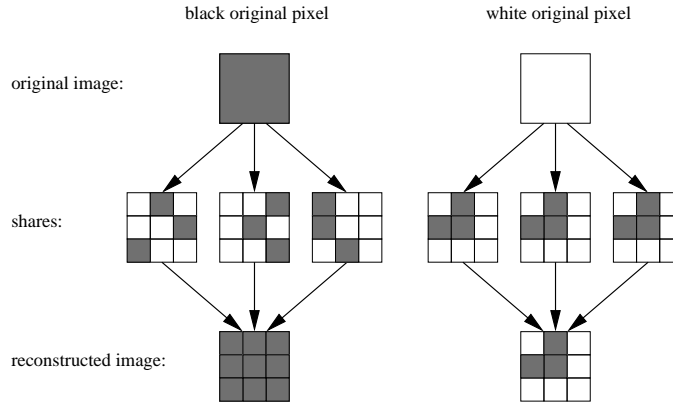 black original pixel
white original pixel
original image:
shares:
reconstructed image: